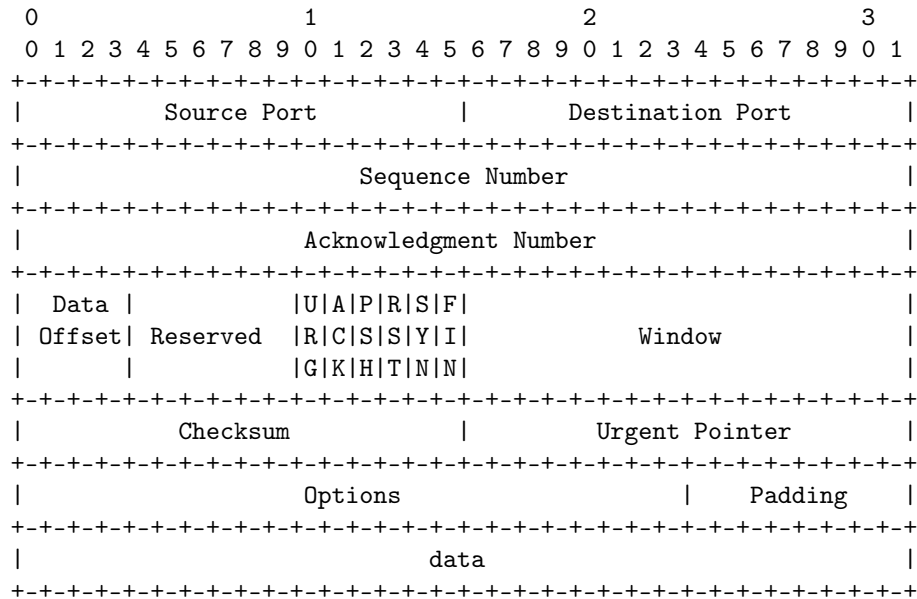 0                   1                   2                   3
 0 1 2 3 4 5 6 7 8 9 0 1 2 3 4 5 6 7 8 9 0 1 2 3 4 5 6 7 8 9 0 1
+-+-+-+-+-+-+-+-+-+-+-+-+-+-+-+-+-+-+-+-+-+-+-+-+-+-+-+-+-+-+-+-+
|          Source Port          |       Destination Port        |
+-+-+-+-+-+-+-+-+-+-+-+-+-+-+-+-+-+-+-+-+-+-+-+-+-+-+-+-+-+-+-+-+
|                        Sequence Number                        |
+-+-+-+-+-+-+-+-+-+-+-+-+-+-+-+-+-+-+-+-+-+-+-+-+-+-+-+-+-+-+-+-+
|                    Acknowledgment Number                      |
+-+-+-+-+-+-+-+-+-+-+-+-+-+-+-+-+-+-+-+-+-+-+-+-+-+-+-+-+-+-+-+-+
|  Data |           |U|A|P|R|S|F|                               |
| Offset| Reserved  |R|C|S|S|Y|I|            Window             |
|       |           |G|K|H|T|N|N|                               |
+-+-+-+-+-+-+-+-+-+-+-+-+-+-+-+-+-+-+-+-+-+-+-+-+-+-+-+-+-+-+-+-+
|           Checksum            |         Urgent Pointer        |
+-+-+-+-+-+-+-+-+-+-+-+-+-+-+-+-+-+-+-+-+-+-+-+-+-+-+-+-+-+-+-+-+
|                    Options                    |    Padding    |
+-+-+-+-+-+-+-+-+-+-+-+-+-+-+-+-+-+-+-+-+-+-+-+-+-+-+-+-+-+-+-+-+
|                             data                              |
+-+-+-+-+-+-+-+-+-+-+-+-+-+-+-+-+-+-+-+-+-+-+-+-+-+-+-+-+-+-+-+-+